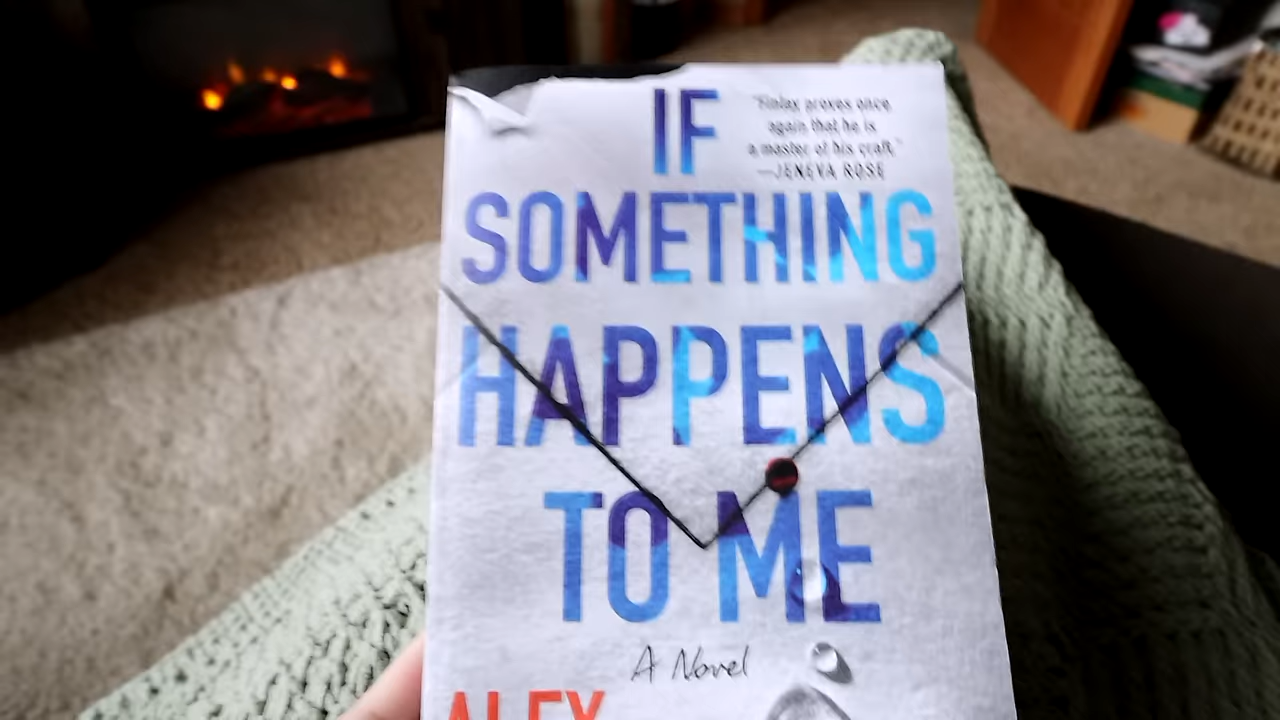 IF
"Finlay proves once
again that he is
a master of his craft."
—JENEVA ROSE
SOMETHING
HAPPENS
TO ME
A Novel
ALEX